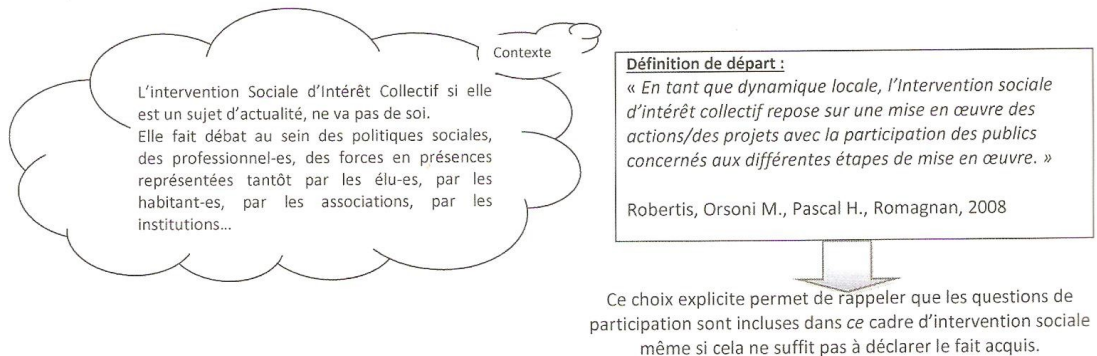 Contexte
L'intervention Sociale d'Intérêt Collectif si elle
est un sujet d'actualité, ne va pas de soi.
Elle fait débat au sein des politiques sociales,
des professionnel-es, des forces en présences
représentées tantôt par les élu-es, par les
habitant-es, par les associations, par les
institutions...
Définition de départ :
« En tant que dynamique locale, l'Intervention sociale
d'intérêt collectif repose sur une mise en œuvre des
actions/des projets avec la participation des publics
concernés aux différentes étapes de mise en œuvre. »
Robertis, Orsoni M., Pascal H., Romagnan, 2008
Ce choix explicite permet de rappeler que les questions de
participation sont incluses dans ce cadre d'intervention sociale
même si cela ne suffit pas à déclarer le fait acquis.